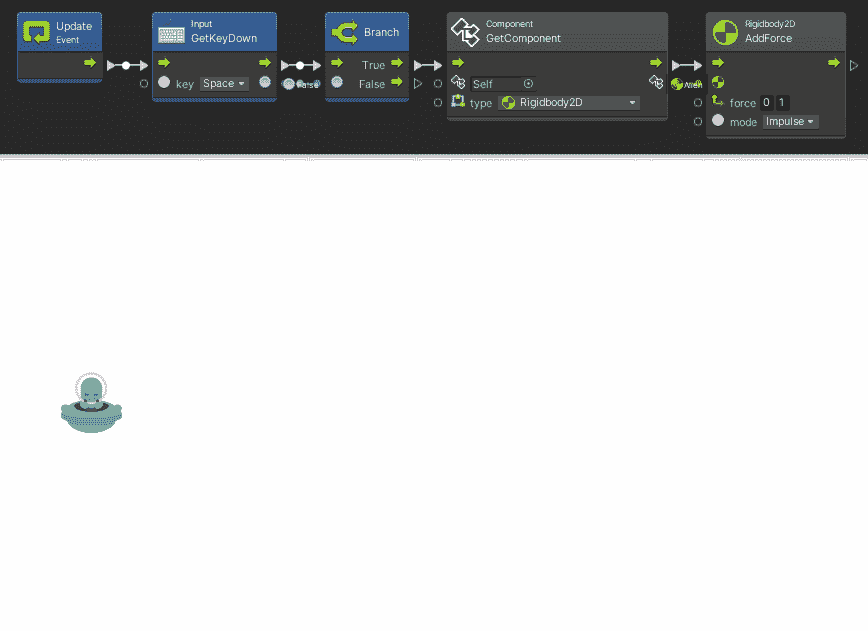 Update
Event
Input
GetKeyDown
key Space
False
Branch
True
False
Component
GetComponent
Self
type Rigidbody2D
Alien
Rigidbody2D
AddForce
force 0 1
mode Impulse